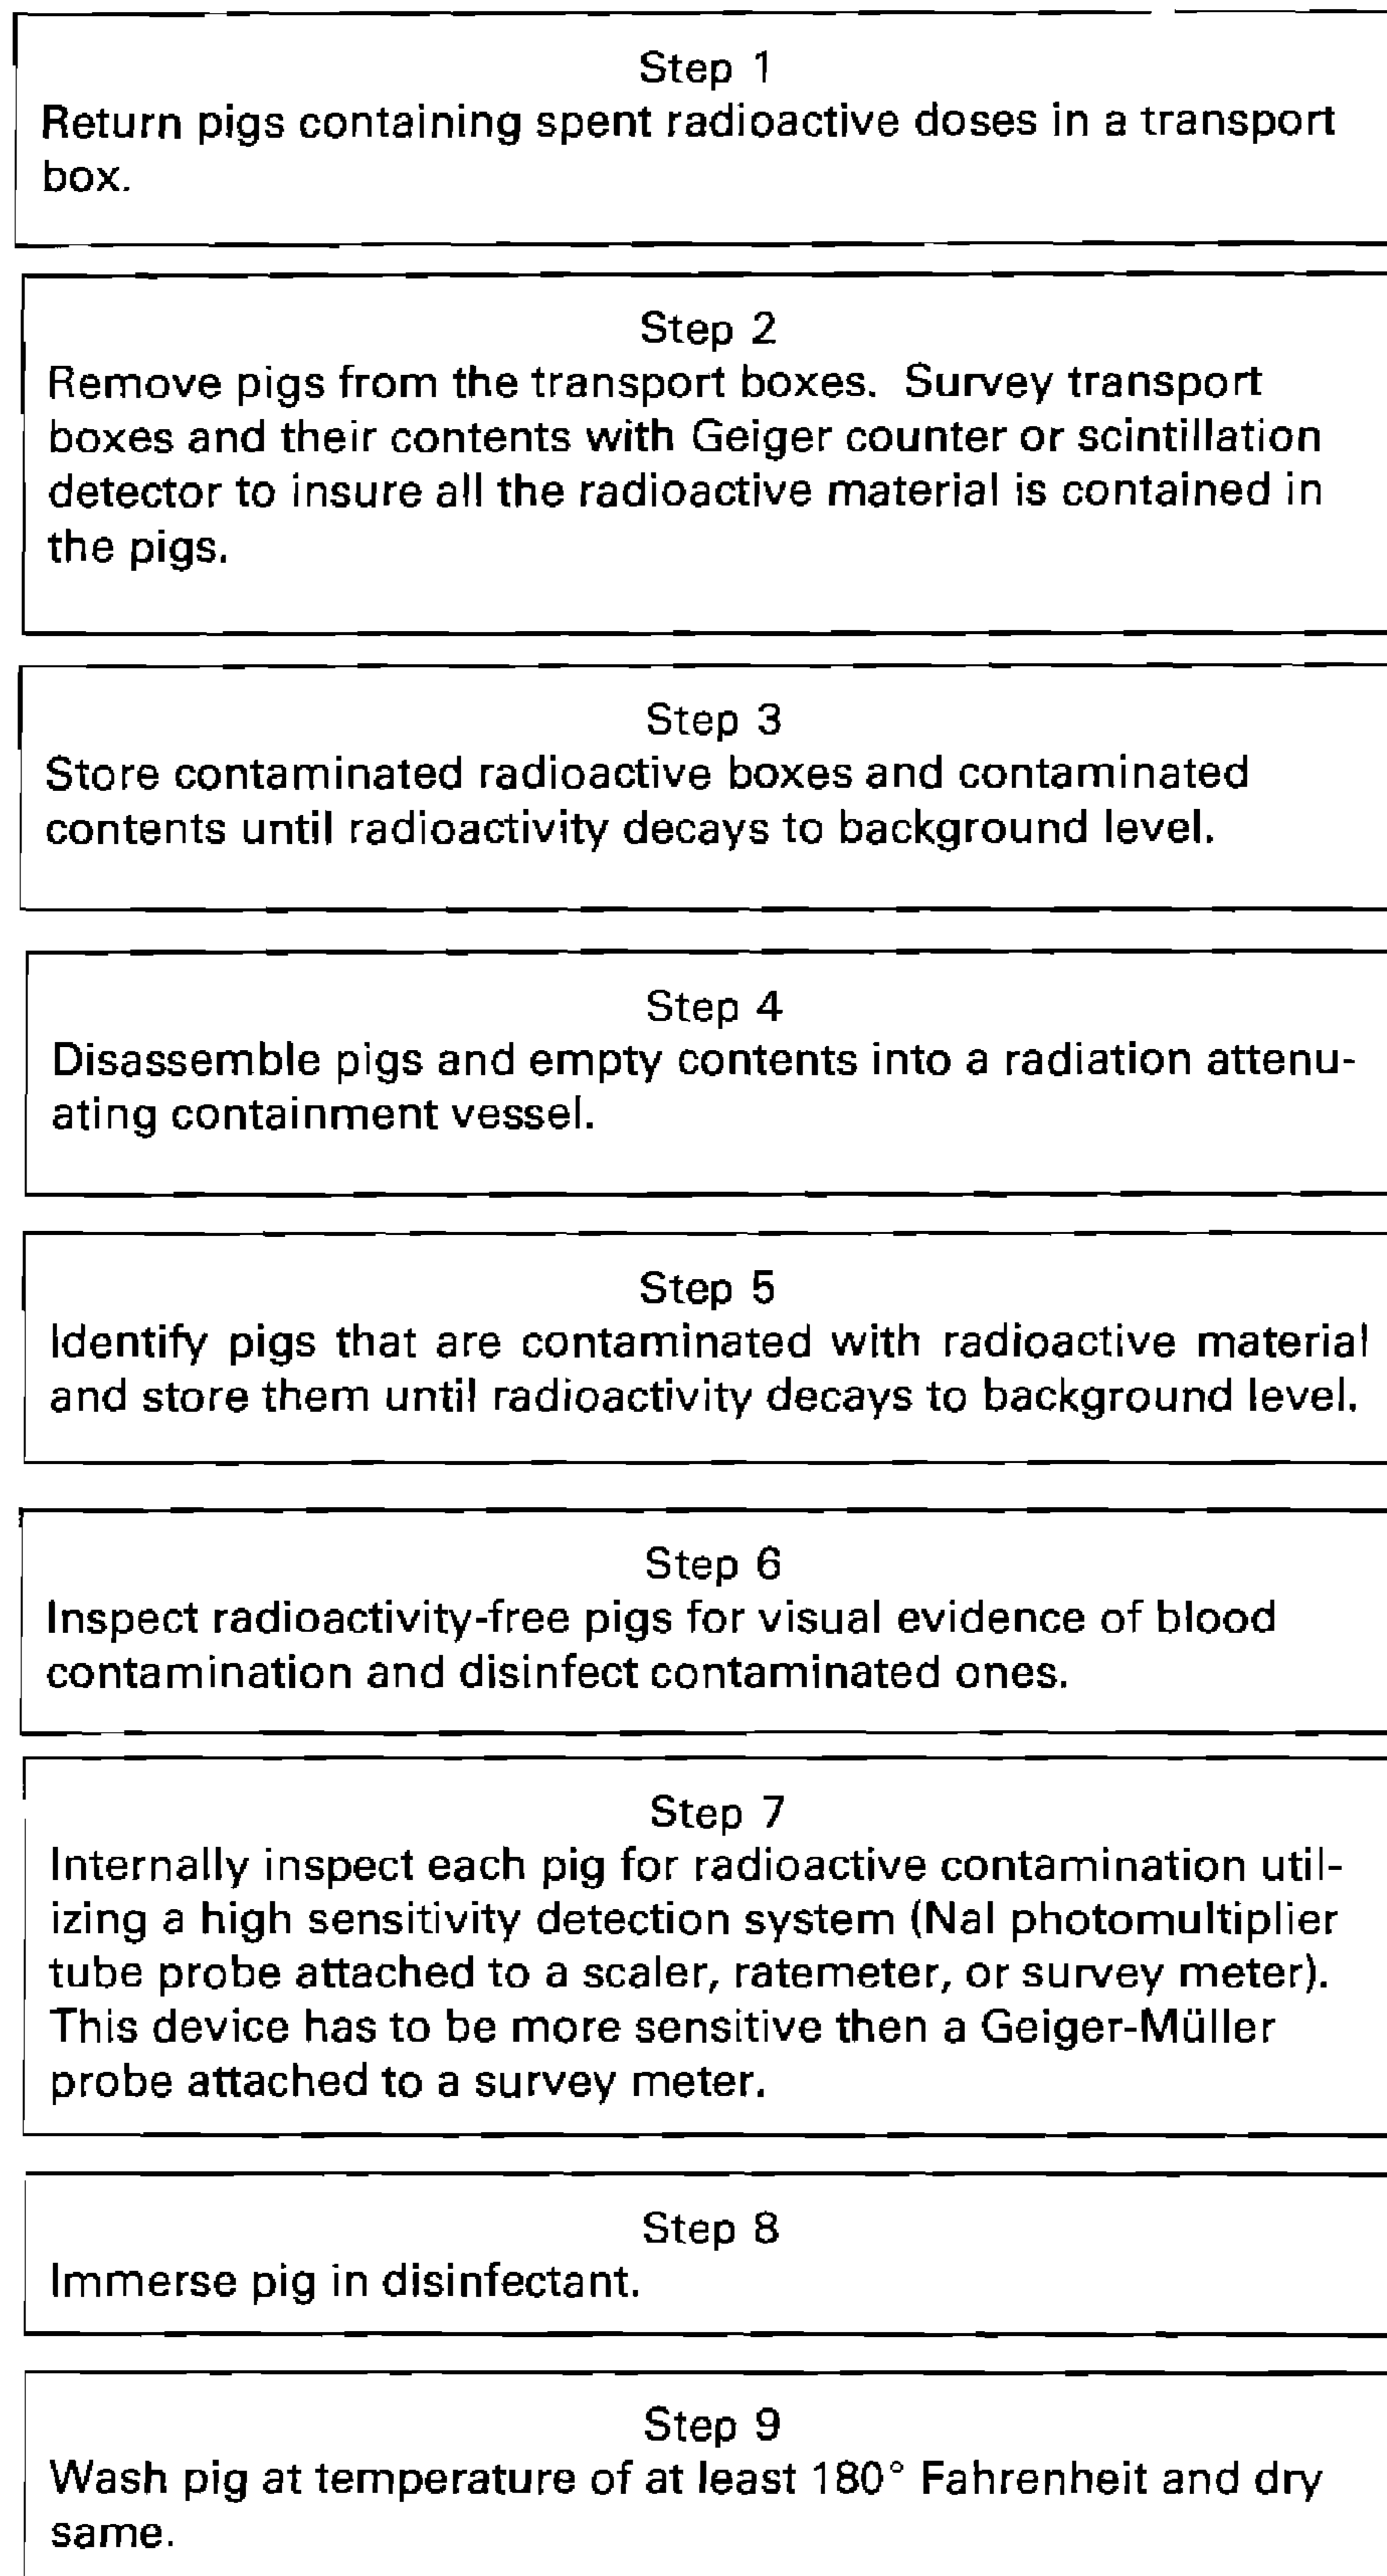 Step 1
Return pigs containing spent radioactive doses in a transport
box.
Step 2
Remove pigs from the transport boxes. Survey transport
boxes and their contents with Geiger counter or scintillation
detector to insure all the radioactive material is contained in
the pigs.
Step 3
Store contaminated radioactive boxes and contaminated
contents until radioactivity decays to background level.
Step 4
Disassemble pigs and empty contents into a radiation attenu-
ating containment vessel.
Step 5
Identify pigs that are contaminated with radioactive material
and store them until radioactivity decays to background level.
Step 6
Inspect radioactivity-free pigs for visual evidence of blood
contamination and disinfect contaminated ones.
Step 7
Internally inspect each pig for radioactive contamination util-
izing a high sensitivity detection system (NaI photomultiplier
tube probe attached to a scaler, ratemeter, or survey meter).
This device has to be more sensitive then a Geiger-Müller
probe attached to a survey meter.
Step 8
Immerse pig in disinfectant.
Step 9
Wash pig at temperature of at least 180° Fahrenheit and dry
same.